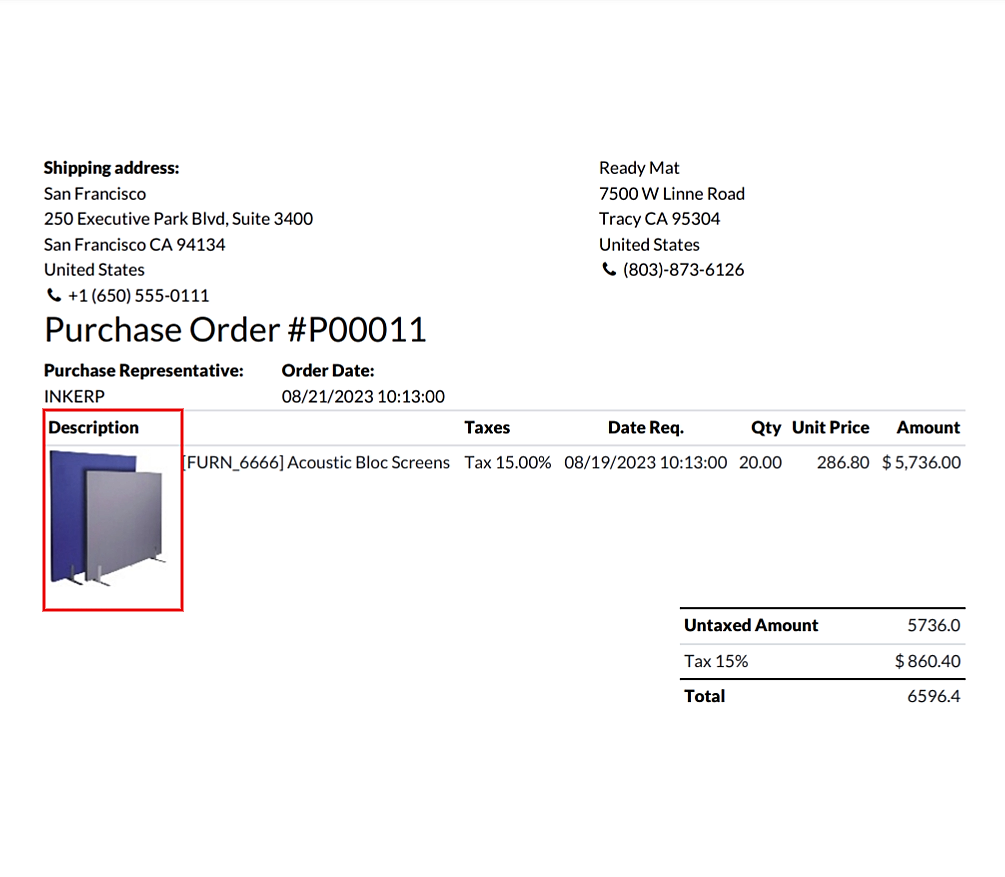 Shipping address:
San Francisco
250 Executive Park Blvd, Suite 3400
San Francisco CA 94134
United States
+1 (650) 555-0111
Ready Mat
7500 W Linne Road
Tracy CA 95304
United States
(803)-873-6126
Purchase Order #P00011
Purchase Representative: Order Date:
INKERP 08/21/2023 10:13:00
Description Taxes Date Req. Qty Unit Price Amount
[FURN_6666] Acoustic Bloc Screens Tax 15.00% 08/19/2023 10:13:00 20.00 286.80 $ 5,736.00
Untaxed Amount 5736.0
Tax 15% $ 860.40
Total 6596.4